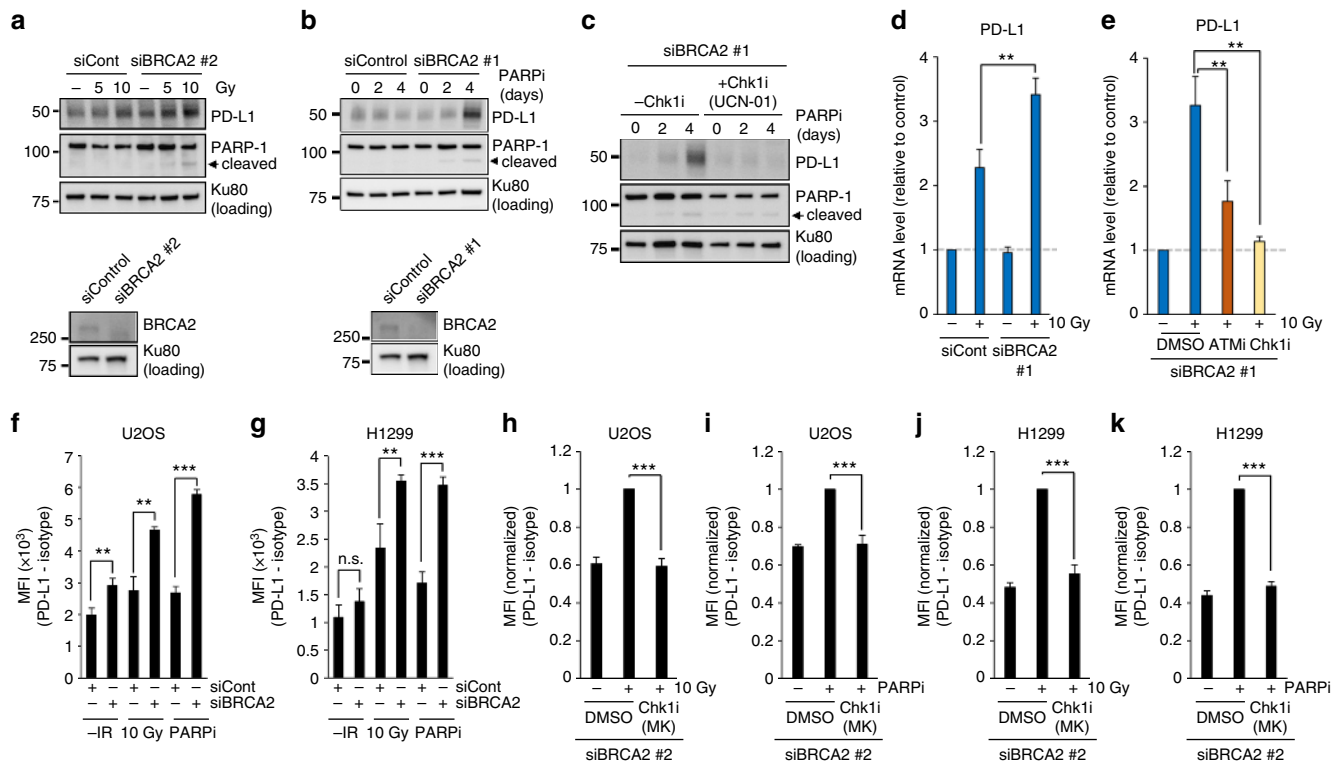 a
siCont siBRCA2 #2
– 5 10 – 5 10 Gy
50
PD-L1
100
PARP-1
cleaved
75
Ku80
(loading)
siControl
siBRCA2 #2
250
BRCA2
75
Ku80
(loading)
b
siControl siBRCA2 #1
PARPi
(days)
0 2 4 0 2 4
50
PD-L1
100
PARP-1
cleaved
75
Ku80
(loading)
siControl
siBRCA2 #1
250
BRCA2
75
Ku80
(loading)
c
siBRCA2 #1
–Chk1i
+Chk1i
(UCN-01)
PARPi
(days)
0 2 4 0 2 4
50
PD-L1
100
PARP-1
cleaved
75
Ku80
(loading)
d
PD-L1
mRNA level (relative to control)
4
3
2
1
0
**
– + – + 10 Gy
siCont siBRCA2
#1
e
PD-L1
mRNA level (relative to control)
4
3
2
1
0
**
**
– + + + 10 Gy
DMSO ATMi Chk1i
siBRCA2 #1
f
U2OS
MFI (×10³)
(PD-L1 - isotype)
7
6
5
4
3
2
1
0
**
**
***
+ – + – + – siCont
– + – + – + siBRCA2
–IR 10 Gy PARPi
g
H1299
MFI (×10³)
(PD-L1 - isotype)
4
3.5
3
2.5
2
1.5
1
0.5
0
n.s.
**
***
+ – + – + – siCont
– + – + – + siBRCA2
–IR 10 Gy PARPi
h
U2OS
MFI (normalized)
(PD-L1 - isotype)
1.2
1
0.8
0.6
0.4
0.2
0
***
– + + 10 Gy
DMSO Chk1i
(MK)
siBRCA2 #2
i
U2OS
MFI (normalized)
(PD-L1 - isotype)
1.2
1
0.8
0.6
0.4
0.2
0
***
– + + PARPi
DMSO Chk1i
(MK)
siBRCA2 #2
j
H1299
MFI (normalized)
(PD-L1 - isotype)
1.2
1
0.8
0.6
0.4
0.2
0
***
– + + 10 Gy
DMSO Chk1i
(MK)
siBRCA2 #2
k
H1299
MFI (normalized)
(PD-L1 - isotype)
1.2
1
0.8
0.6
0.4
0.2
0
***
– + + PARPi
DMSO Chk1i
(MK)
siBRCA2 #2